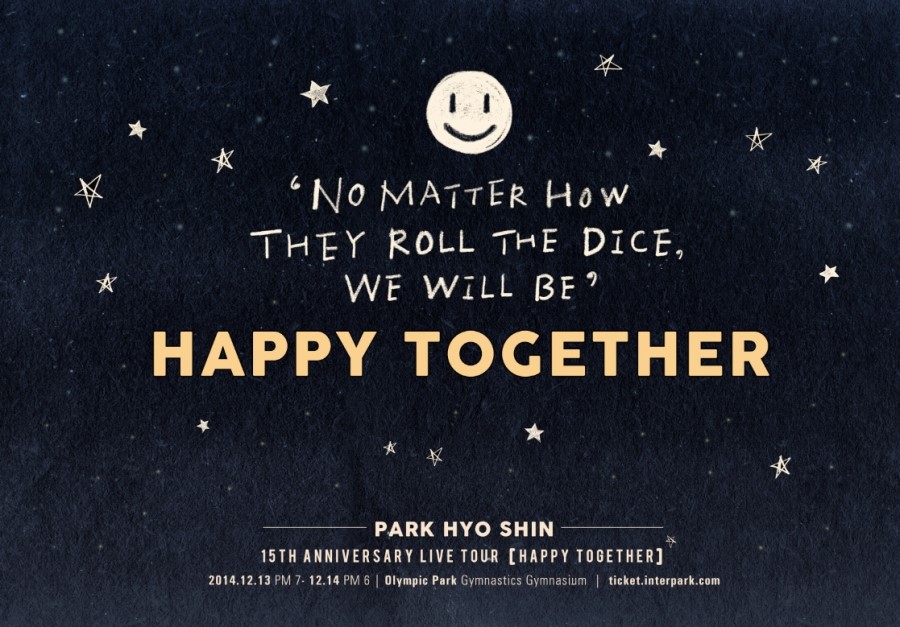 ‘NO MATTER HOW
THEY ROLL THE DICE,
WE WILL BE’
HAPPY TOGETHER
PARK HYO SHIN
15TH ANNIVERSARY LIVE TOUR [HAPPY TOGETHER]
2014.12.13 PM 7- 12.14 PM 6 | Olympic Park Gymnastics Gymnasium | ticket.interpark.com